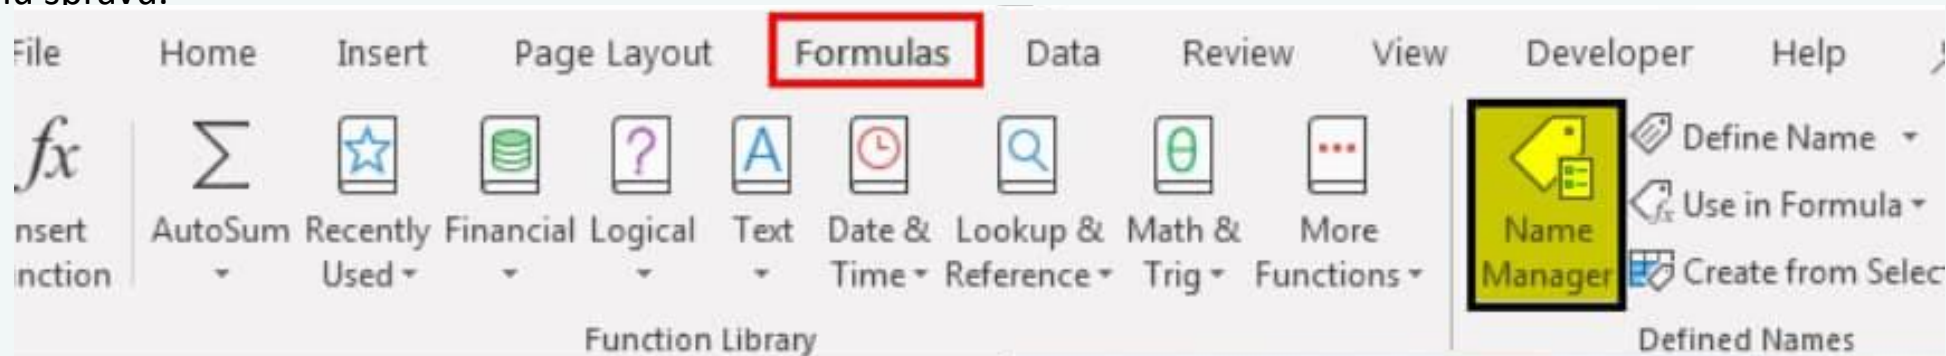 File Home Insert Page Layout Formulas Data Review View Developer Help
fx
nsert AutoSum Recently Financial Logical Text Date & Lookup & Math & More Name Define Name
nction Used Time Reference Trig Functions Manager Use in Formula
Create from Selec
Function Library Defined Names